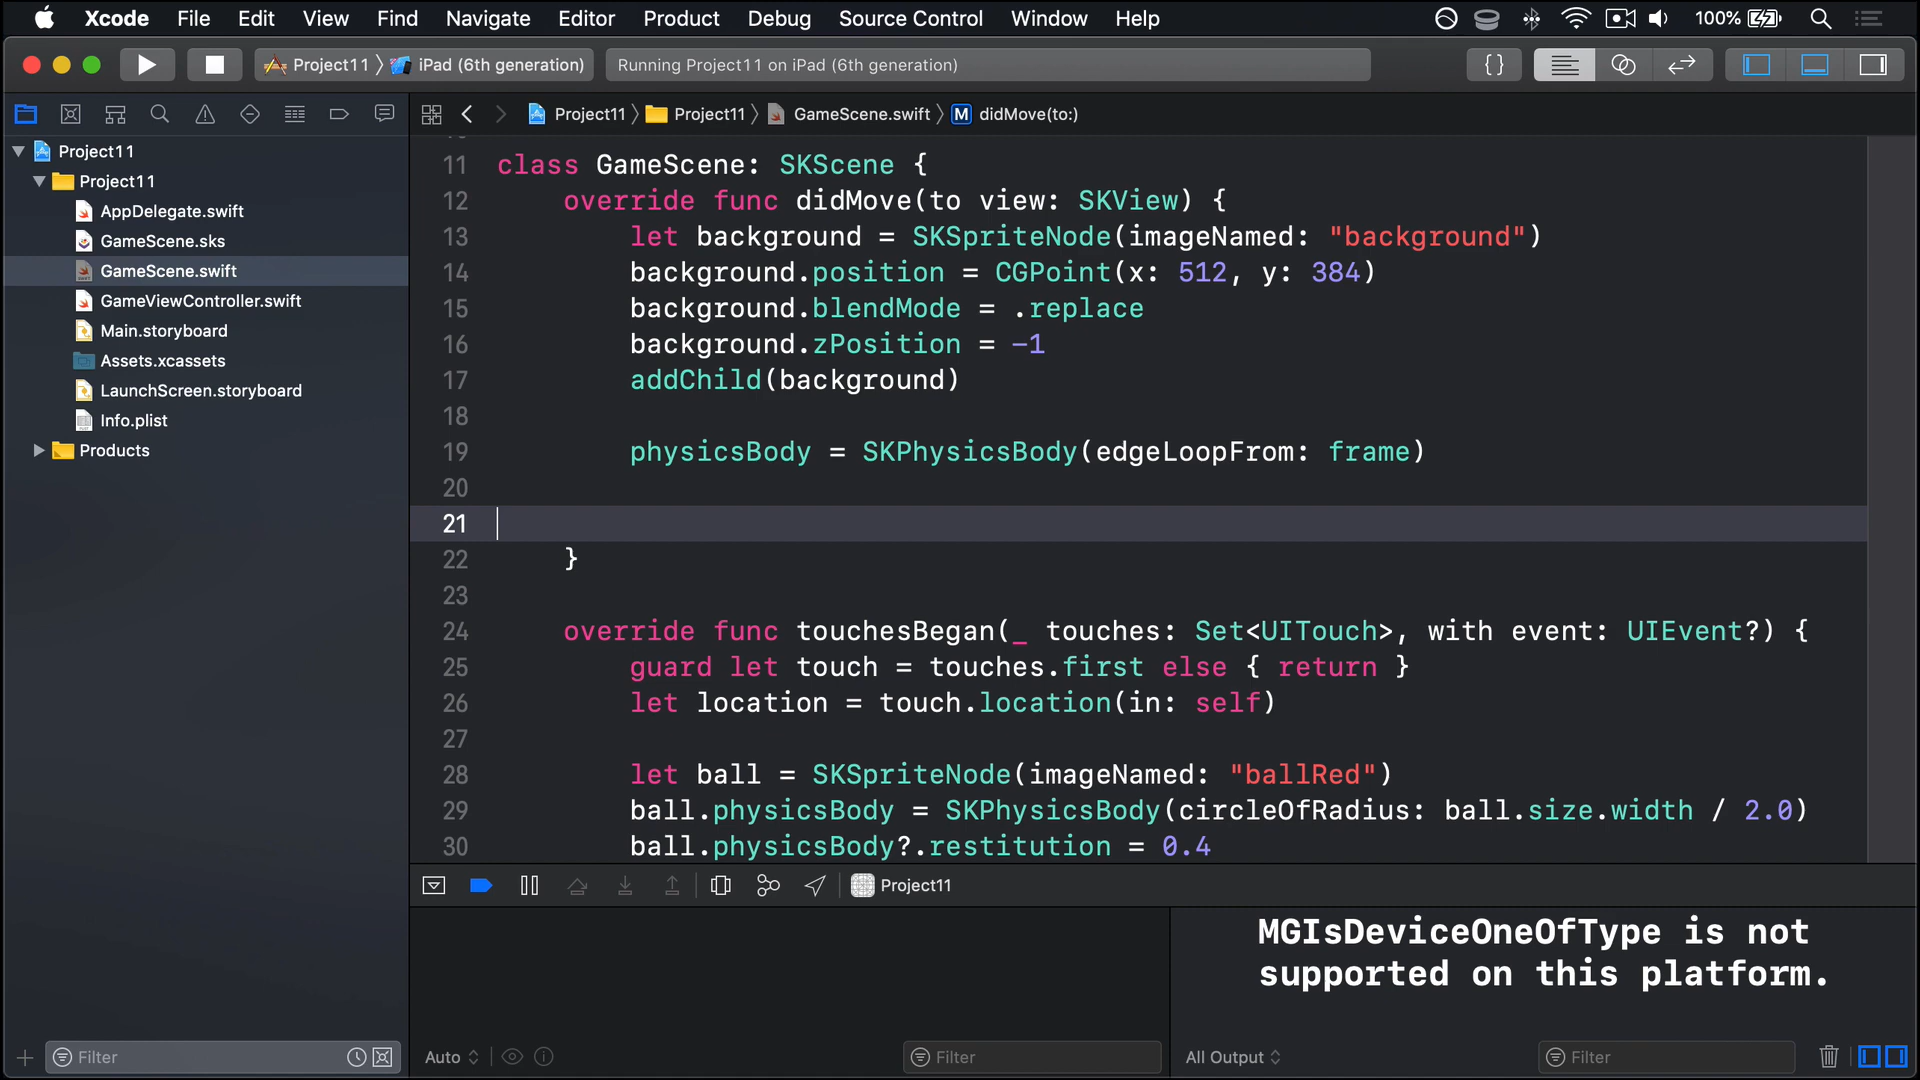 Xcode File Edit View Find Navigate Editor Product Debug Source Control Window Help 100%
Project11 iPad (6th generation) Running Project11 on iPad (6th generation) {}
Project11 Project11 GameScene.swift M didMove(to:)
Project11
Project11
AppDelegate.swift
GameScene.sks
GameScene.swift
GameViewController.swift
Main.storyboard
Assets.xcassets
LaunchScreen.storyboard
Info.plist
Products
11 class GameScene: SKScene {
12 override func didMove(to view: SKView) {
13 let background = SKSpriteNode(imageNamed: "background")
14 background.position = CGPoint(x: 512, y: 384)
15 background.blendMode = .replace
16 background.zPosition = -1
17 addChild(background)
18
19 physicsBody = SKPhysicsBody(edgeLoopFrom: frame)
20
21
22 }
23
24 override func touchesBegan(_ touches: Set<UITouch>, with event: UIEvent?) {
25 guard let touch = touches.first else { return }
26 let location = touch.location(in: self)
27
28 let ball = SKSpriteNode(imageNamed: "ballRed")
29 ball.physicsBody = SKPhysicsBody(circleOfRadius: ball.size.width / 2.0)
30 ball.physicsBody?.restitution = 0.4
Project11
MGIsDeviceOneOfType is not
supported on this platform.
Filter Auto Filter All Output Filter